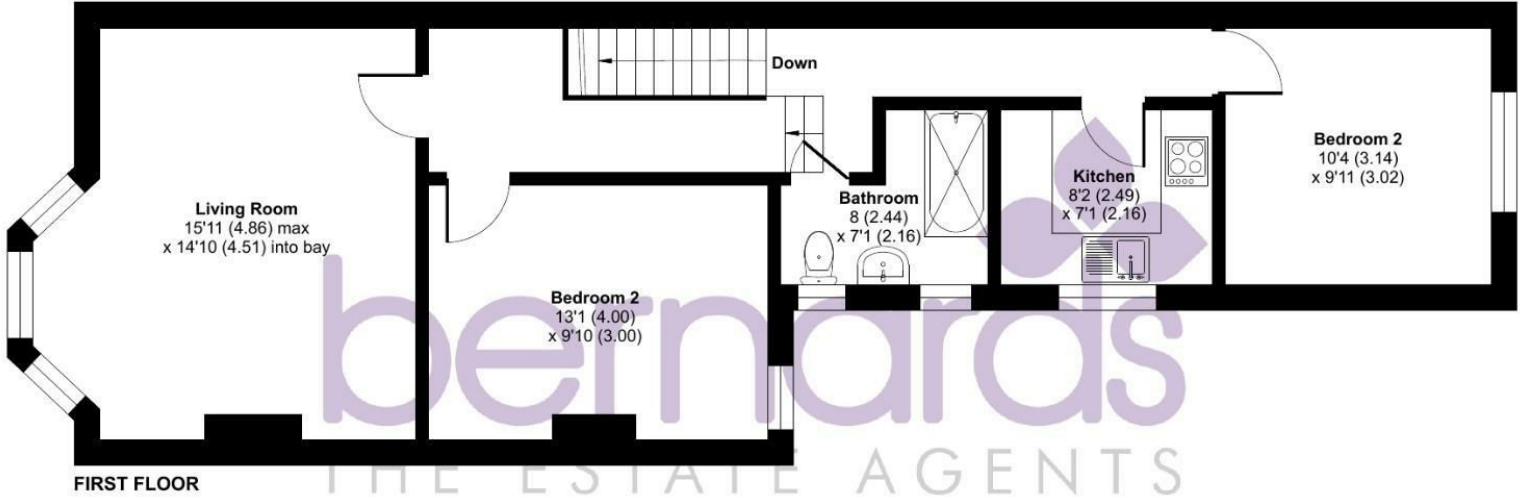 Down
Living Room
15'11 (4.86) max
x 14'10 (4.51) into bay
Bedroom 2
13'1 (4.00)
x 9'10 (3.00)
Bathroom
8 (2.44)
x 7'1 (2.16)
Kitchen
8'2 (2.49)
x 7'1 (2.16)
Bedroom 2
10'4 (3.14)
x 9'11 (3.02)
bernards
THE ESTATE AGENTS
FIRST FLOOR